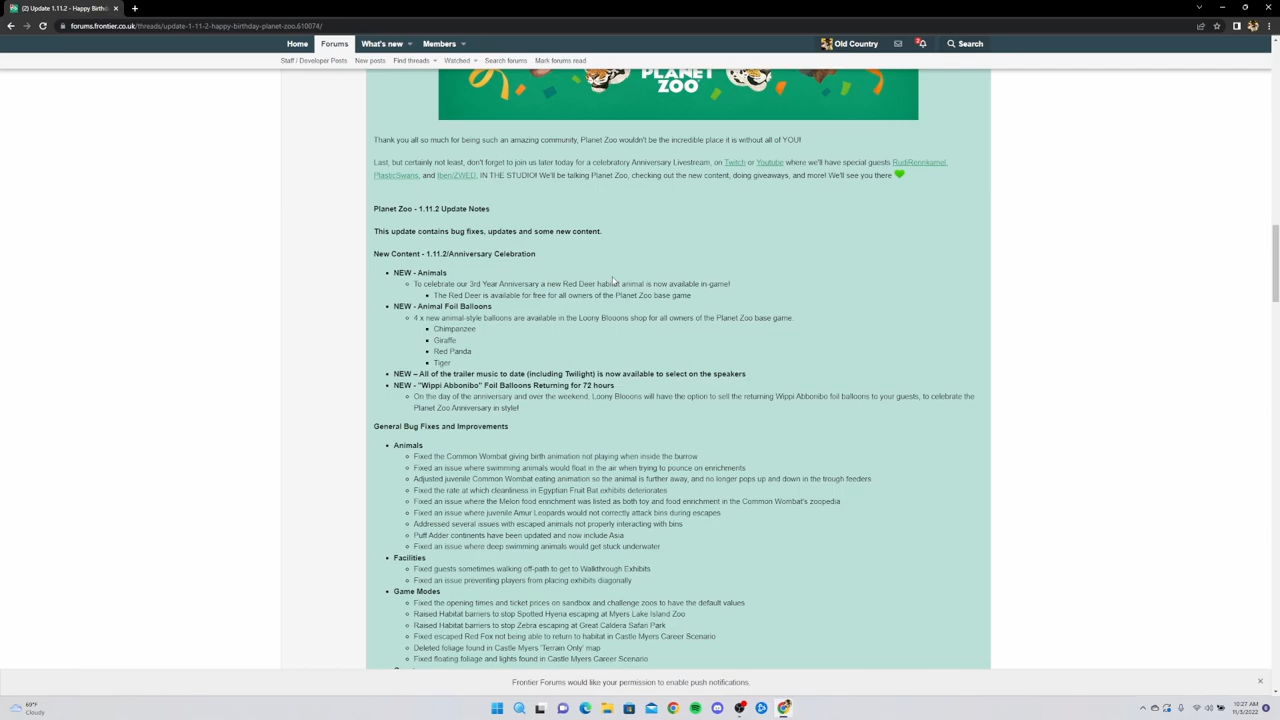 (2) Update 1.11.2 - Happy Birth
forums.frontier.co.uk/threads/update-1-11-2-happy-birthday-planet-zoo.610074/
Home Forums What's new Members Old Country Search
Staff / Developer Posts New posts Find threads Watched Search forums Mark forums read
PLANET
ZOO
Thank you all so much for being such an amazing community, Planet Zoo wouldn't be the incredible place it is without all of YOU!
Last, but certainly not least, don't forget to join us later today for a celebratory Anniversary Livestream, on Twitch or Youtube where we'll have special guests RudiRennkamel,
PlasticSwans, and Iben/ZWED, IN THE STUDIO! We'll be talking Planet Zoo, checking out the new content, doing giveaways, and more! We'll see you there
Planet Zoo - 1.11.2 Update Notes
This update contains bug fixes, updates and some new content.
New Content - 1.11.2/Anniversary Celebration
NEW - Animals
To celebrate our 3rd Year Anniversary a new Red Deer habitat animal is now available in-game!
The Red Deer is available for free for all owners of the Planet Zoo base game
NEW - Animal Foil Balloons
4 x new animal-style balloons are available in the Loony Blooons shop for all owners of the Planet Zoo base game.
Chimpanzee
Giraffe
Red Panda
Tiger
NEW – All of the trailer music to date (including Twilight) is now available to select on the speakers
NEW - "Wippi Abbonibo" Foil Balloons Returning for 72 hours
On the day of the anniversary and over the weekend, Loony Blooons will have the option to sell the returning Wippi Abbonibo foil balloons to your guests, to celebrate the
Planet Zoo Anniversary in style!
General Bug Fixes and Improvements
Animals
Fixed the Common Wombat giving birth animation not playing when inside the burrow
Fixed an issue where swimming animals would float in the air when trying to pounce on enrichments
Adjusted juvenile Common Wombat eating animation so the animal is further away, and no longer pops up and down in the trough feeders
Fixed the rate at which cleanliness in Egyptian Fruit Bat exhibits deteriorates
Fixed an issue where the Melon food enrichment was listed as both toy and food enrichment in the Common Wombat's zoopedia
Fixed an issue where juvenile Amur Leopards would not correctly attack bins during escapes
Addressed several issues with escaped animals not properly interacting with bins
Puff Adder continents have been updated and now include Asia
Fixed an issue where deep swimming animals would get stuck underwater
Facilities
Fixed guests sometimes walking off-path to get to Walkthrough Exhibits
Fixed an issue preventing players from placing exhibits diagonally
Game Modes
Fixed the opening times and ticket prices on sandbox and challenge zoos to have the default values
Raised Habitat barriers to stop Spotted Hyena escaping at Myers Lake Island Zoo
Raised Habitat barriers to stop Zebra escaping at Great Caldera Safari Park
Fixed escaped Red Fox not being able to return to habitat in Castle Myers Career Scenario
Deleted foliage found in Castle Myers 'Terrain Only' map
Fixed floating foliage and lights found in Castle Myers Career Scenario
Frontier Forums would like your permission to enable push notifications.
69°F
Cloudy
10:27 AM
11/3/2022